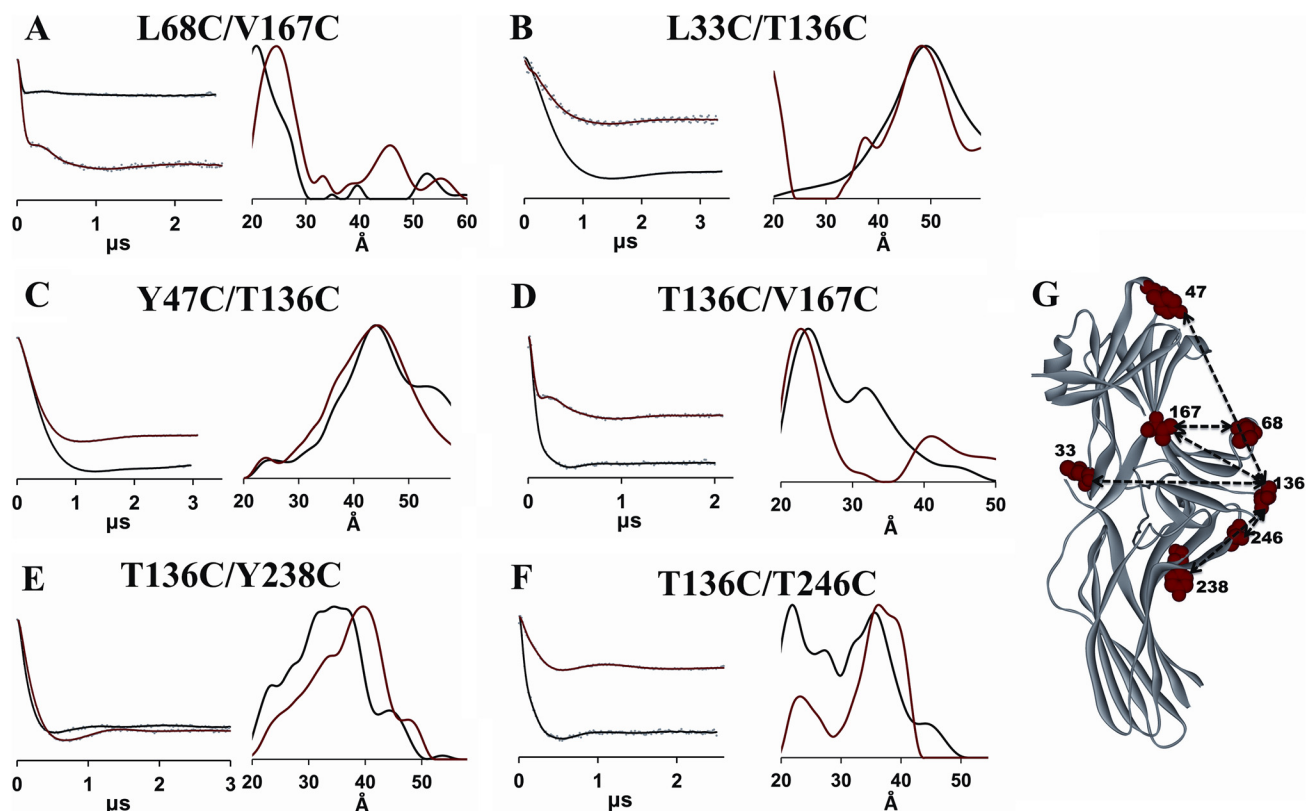 A L68C/V167C
0 1 2
µs
20 30 40 50 60
Å
B L33C/T136C
0 1 2 3
µs
20 30 40 50
Å
C Y47C/T136C
0 1 2 3
µs
20 30 40 50
Å
D T136C/V167C
0 1 2
µs
20 30 40 50
Å
E T136C/Y238C
0 1 2 3
µs
20 30 40 50
Å
F T136C/T246C
0 1 2
µs
20 30 40 50
Å
G
47
167
68
33
136
246
238